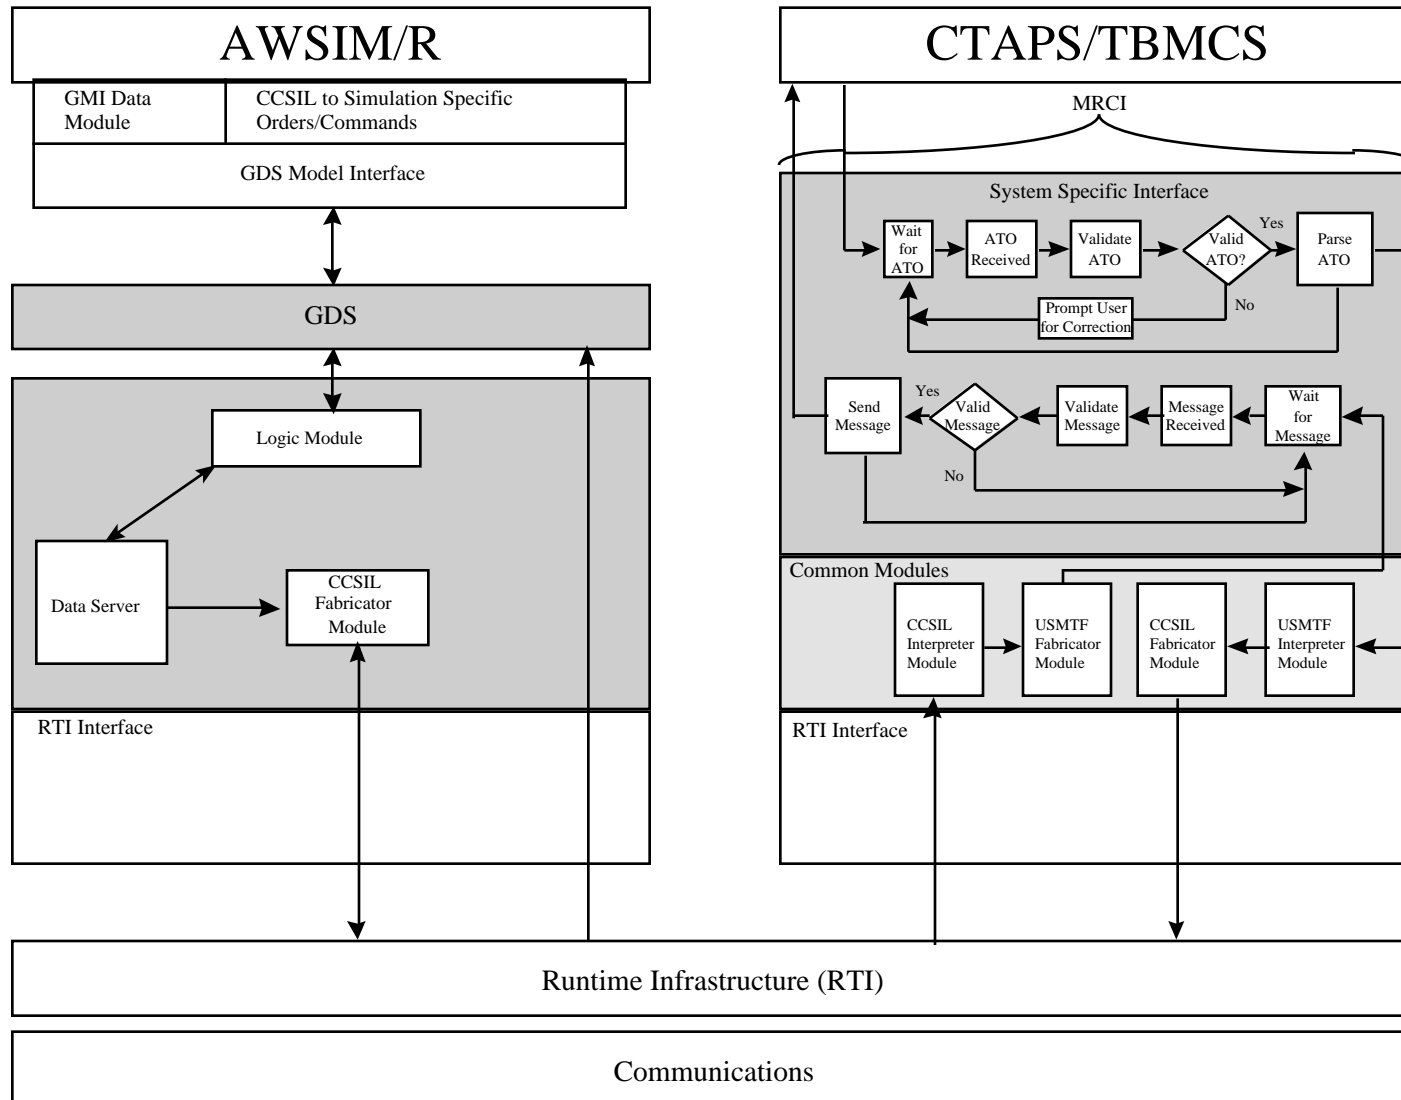 AWSIM/R
GMI Data
Module
CCSIL to Simulation Specific
Orders/Commands
GDS Model Interface
GDS
Logic Module
Data Server
CCSIL
Fabricator
Module
RTI Interface
CTAPS/TBMCS
MRCI
System Specific Interface
Wait
for
ATO
ATO
Received
Validate
ATO
Valid
ATO?
Yes
Parse
ATO
No
Prompt User
for Correction
Send
Message
Yes
Valid
Message
No
Validate
Message
Message
Received
Wait
for
Message
Common Modules
CCSIL
Interpreter
Module
USMTF
Fabricator
Module
CCSIL
Fabricator
Module
USMTF
Interpreter
Module
RTI Interface
Runtime Infrastructure (RTI)
Communications